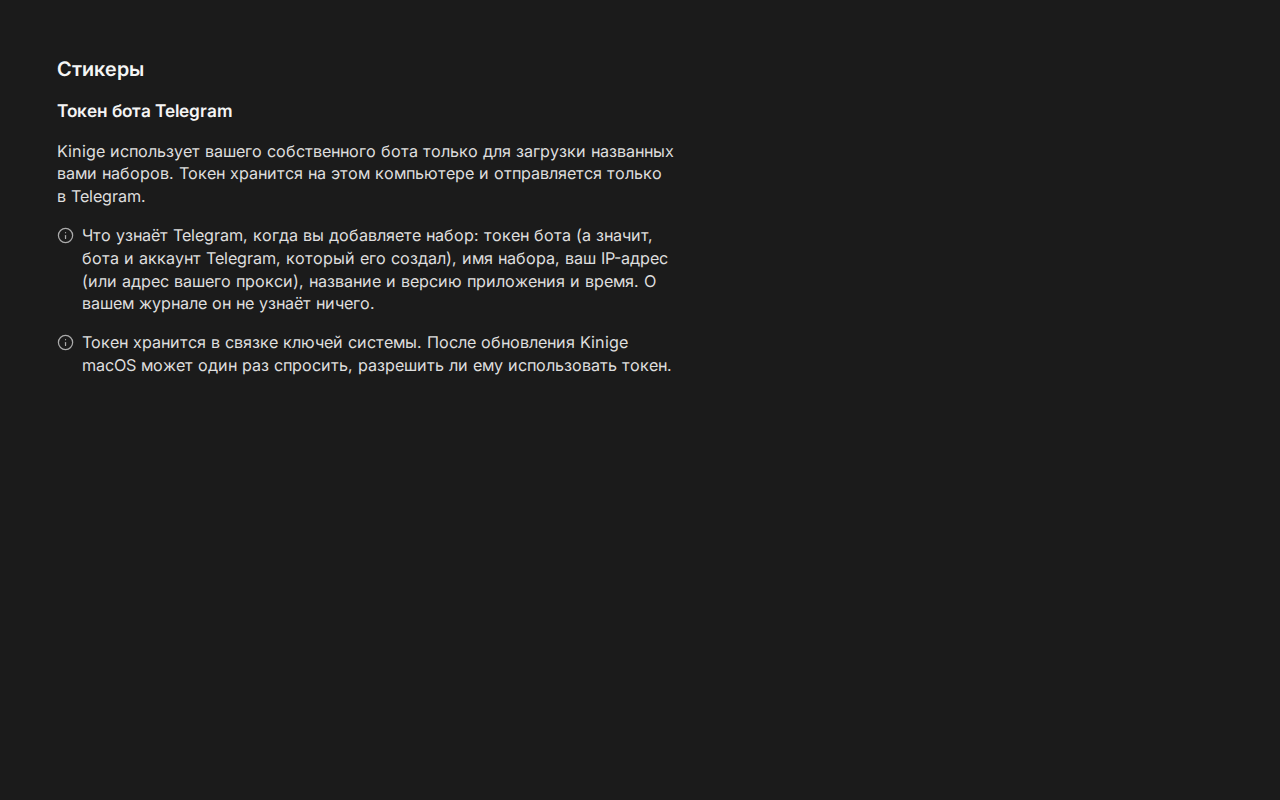 Стикеры
Токен бота Telegram
Kinige использует вашего собственного бота только для загрузки названных
вами наборов. Токен хранится на этом компьютере и отправляется только
в Telegram.
Что узнаёт Telegram, когда вы добавляете набор: токен бота (а значит,
бота и аккаунт Telegram, который его создал), имя набора, ваш IP-адрес
(или адрес вашего прокси), название и версию приложения и время. О
вашем журнале он не узнаёт ничего.
Токен хранится в связке ключей системы. После обновления Kinige
macOS может один раз спросить, разрешить ли ему использовать токен.